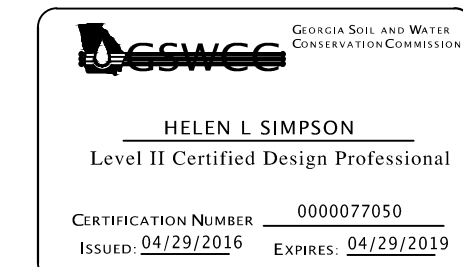 GSWCC
GEORGIA SOIL AND WATER
CONSERVATION COMMISSION
HELEN L SIMPSON
Level II Certified Design Professional
CERTIFICATION NUMBER 0000077050
ISSUED: 04/29/2016 EXPIRES: 04/29/2019